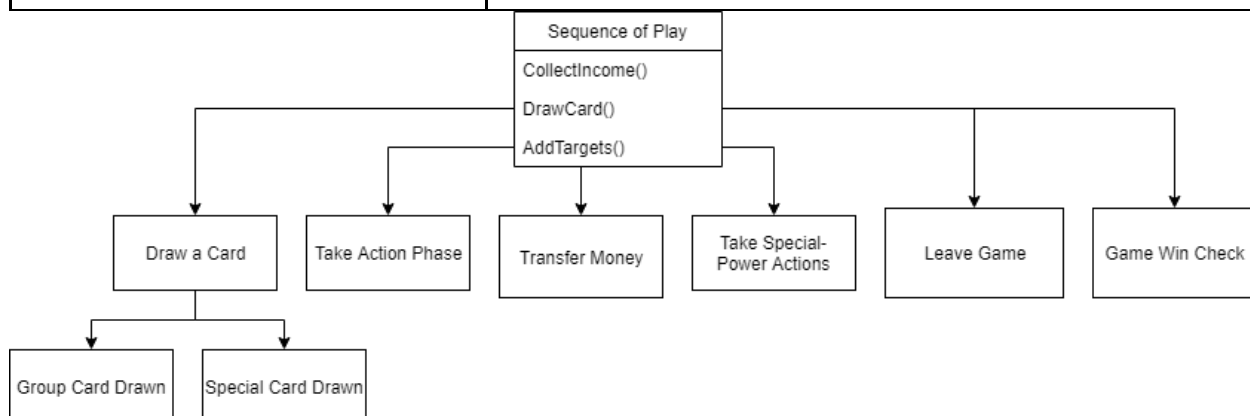 Sequence of Play
CollectIncome()
DrawCard()
AddTargets()
Draw a Card
Take Action Phase
Transfer Money
Take Special-
Power Actions
Leave Game
Game Win Check
Group Card Drawn
Special Card Drawn